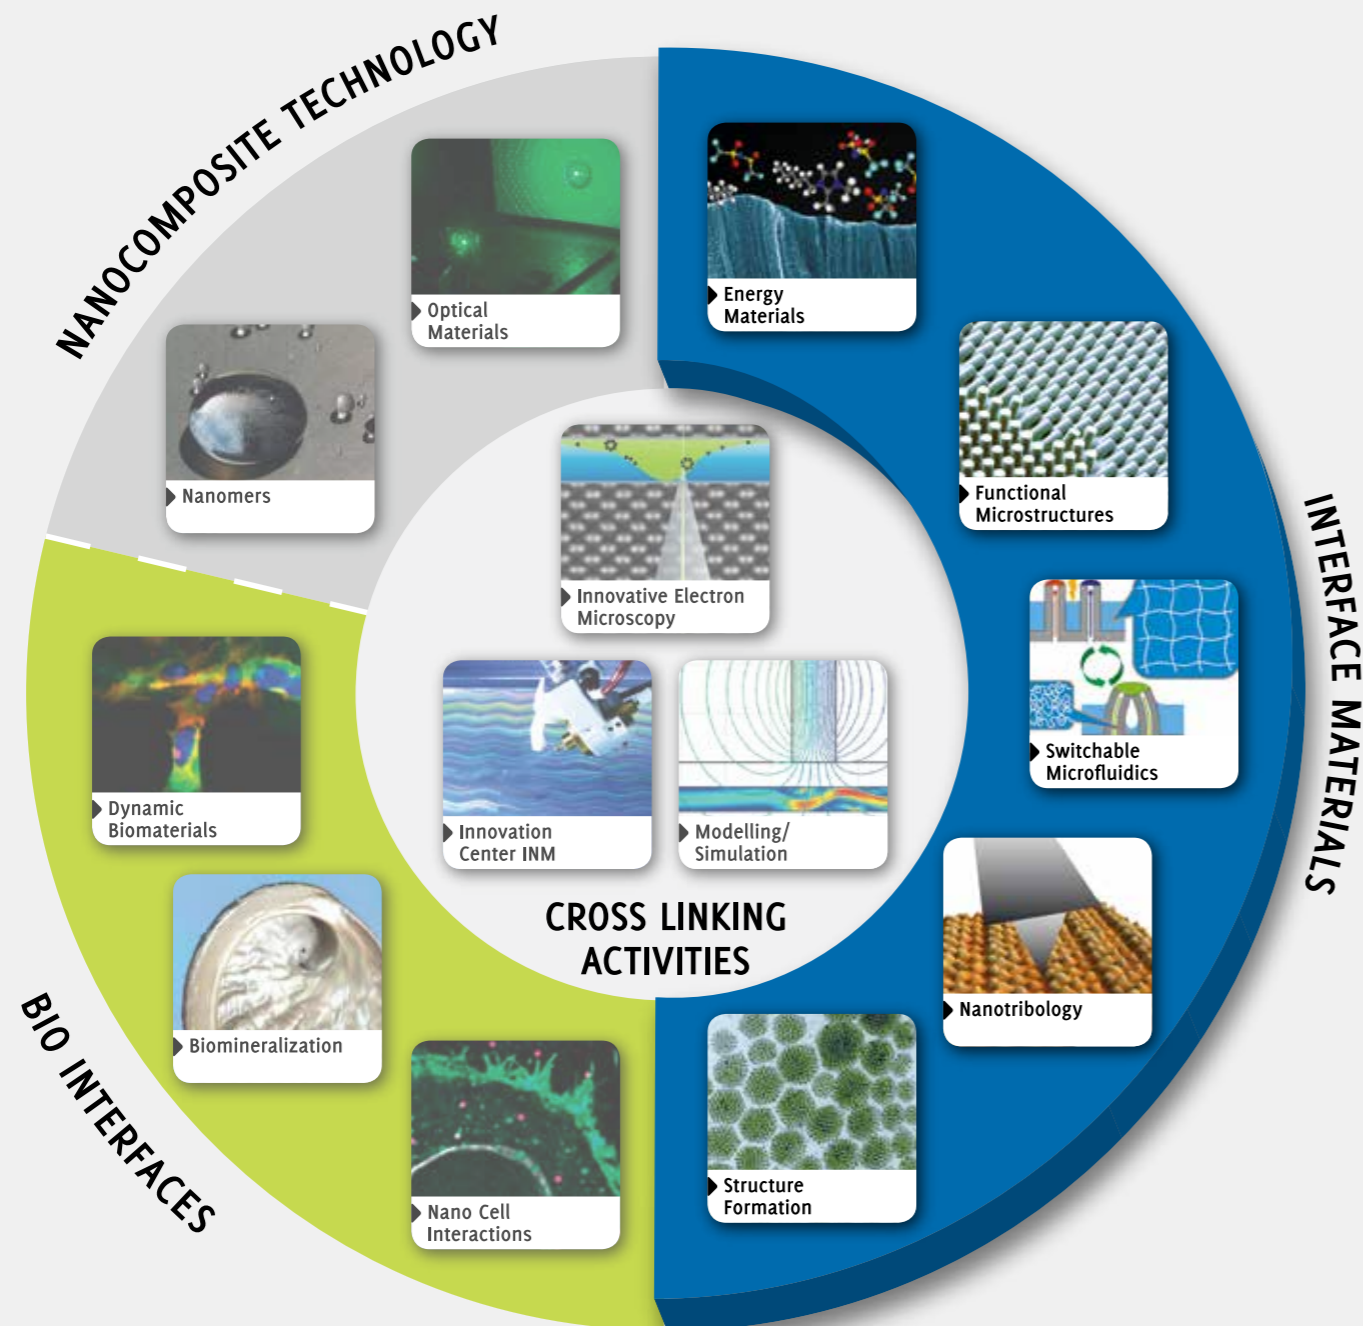 NANOCOMPOSITE TECHNOLOGY
Optical
Materials
Nanomers
Energy
Materials
Functional
Microstructures
Switchable
Microfluidics
Nanotribology
Structure
Formation
INTERFACE MATERIALS
Innovative Electron
Microscopy
Innovation
Center INM
Modelling/
Simulation
CROSS LINKING
ACTIVITIES
Dynamic
Biomaterials
Biomineralization
Nano Cell
Interactions
BIO INTERFACES